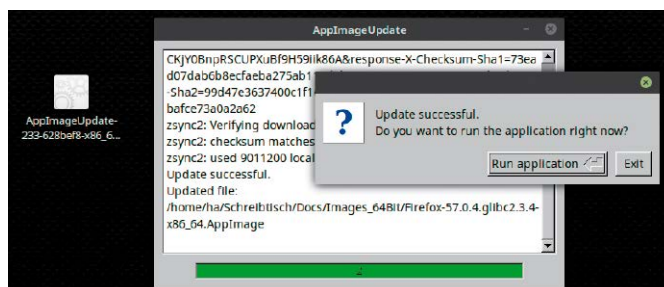 AppImageUpdate
AppImageUpdate-
233-628bef8-x86_6...
CKJY0BnpRSCUPXuBf9H59iik86A&response-X-Checksum-Sha1=73ea
d07dab6b8ecfaeba275ab1
-Sha2=99d47e3637400c1f1
bafce73a0a2a62
zsync2: Verifying download
zsync2: checksum matches
zsync2: used 9011200 local
Update successful.
Updated file:
/home/ha/Schreibtisch/Docs/Images_64Bit/Firefox-57.0.4.glibc2.3.4-
x86_64.AppImage
Update successful.
Do you want to run the application right now?
Run application
Exit